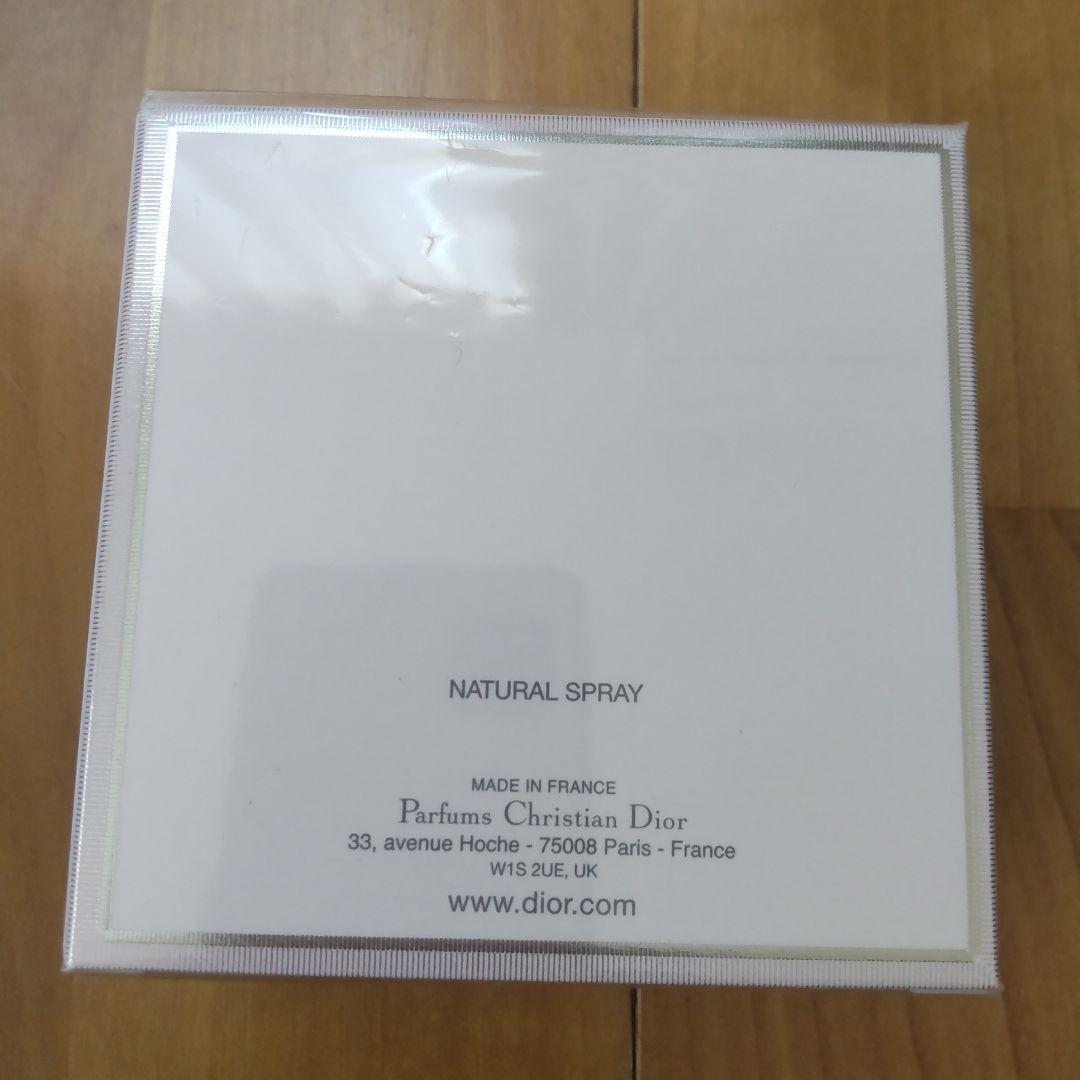 NATURAL SPRAY
MADE IN FRANCE
Parfums Christian Dior
33, avenue Hoche - 75008 Paris - France
W1S 2UE, UK
www.dior.com